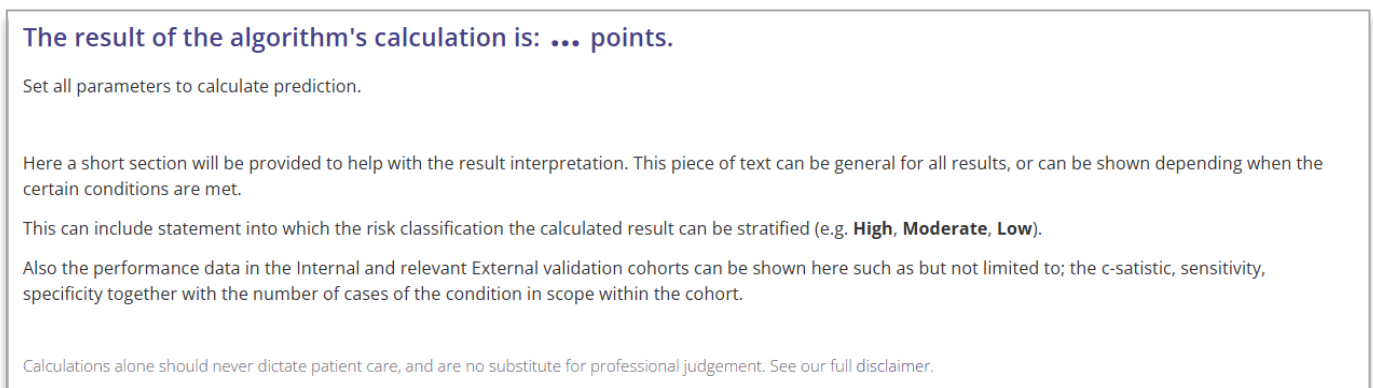 The result of the algorithm's calculation is: ... points.
Set all parameters to calculate prediction.
Here a short section will be provided to help with the result interpretation. This piece of text can be general for all results, or can be shown depending when the
certain conditions are met.
This can include statement into which the risk classification the calculated result can be stratified (e.g. High, Moderate, Low).
Also the performance data in the Internal and relevant External validation cohorts can be shown here such as but not limited to; the c-satistic, sensitivity,
specificity together with the number of cases of the condition in scope within the cohort.
Calculations alone should never dictate patient care, and are no substitute for professional judgement. See our full disclaimer.